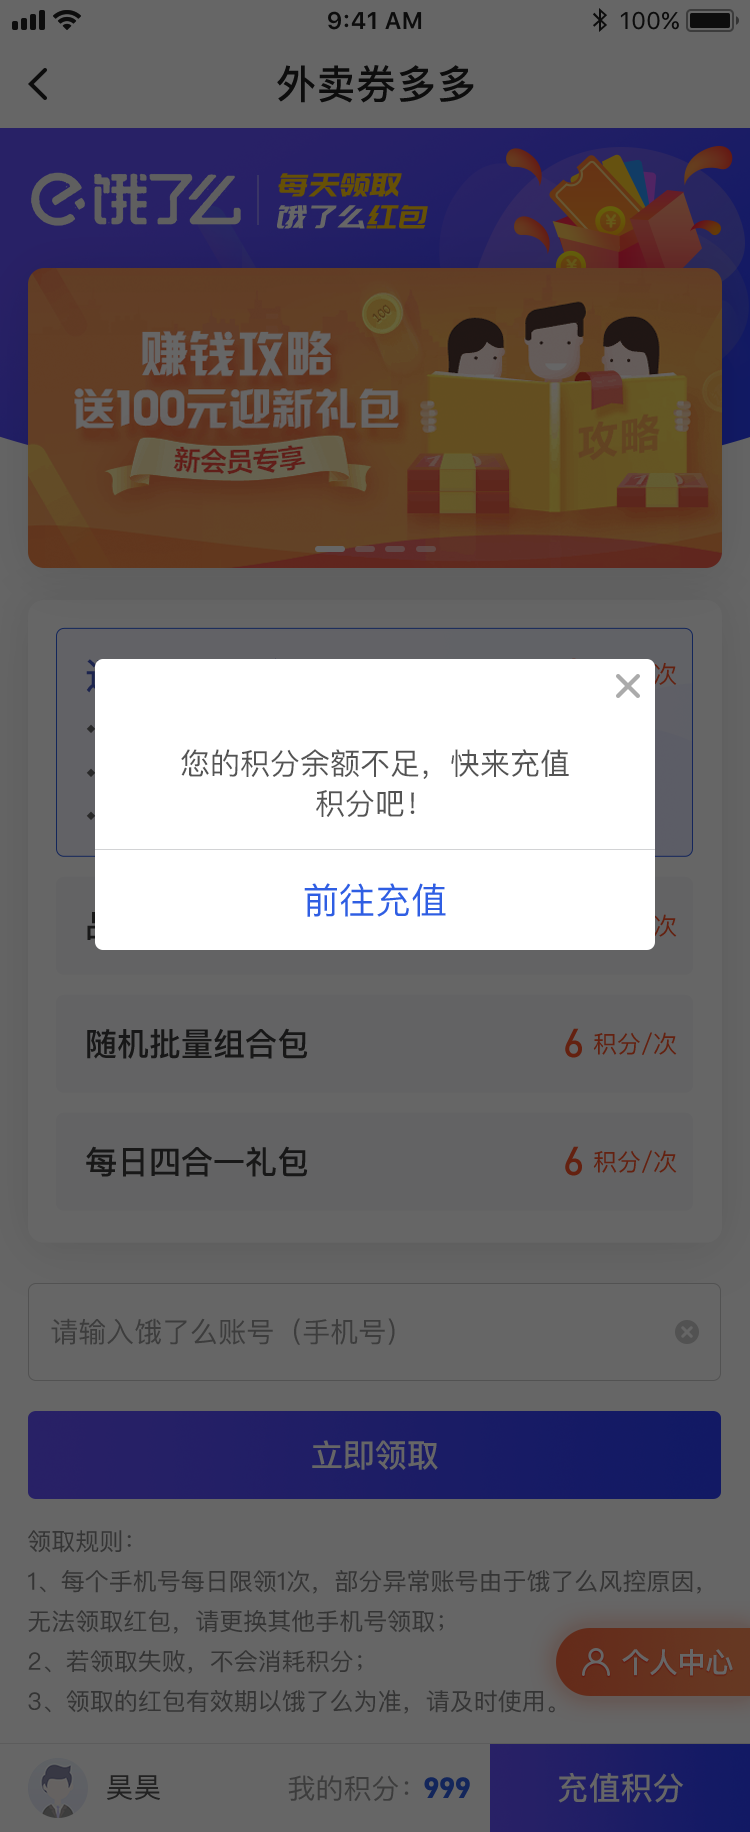 9:41 AM
100%
外卖券多多
饿了么
每天领取
饿了么红包
100
赚钱攻略
送100元迎新礼包
新会员专享
攻略
次
您的积分余额不足，快来充值
积分吧！
前往充值
次
随机批量组合包
6 积分/次
每日四合一礼包
6 积分/次
请输入饿了么账号（手机号）
立即领取
领取规则：
1、每个手机号每日限领1次，部分异常账号由于饿了么风控原因，
无法领取红包，请更换其他手机号领取；
2、若领取失败，不会消耗积分；
个人中心
3、领取的红包有效期以饿了么为准，请及时使用。
昊昊
我的积分：999
充值积分